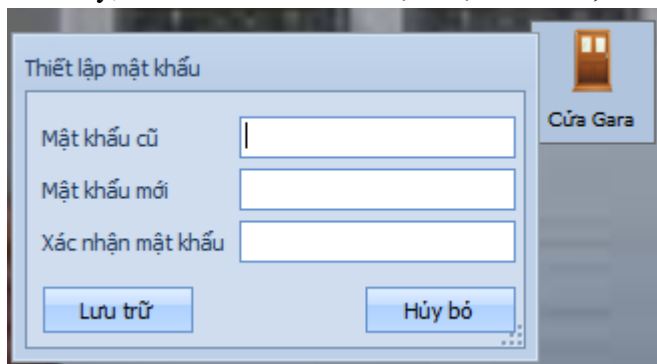 Thiết lập mật khẩu
Cửa Gara
Mật khẩu cũ
Mật khẩu mới
Xác nhận mật khẩu
Lưu trữ
Hủy bỏ